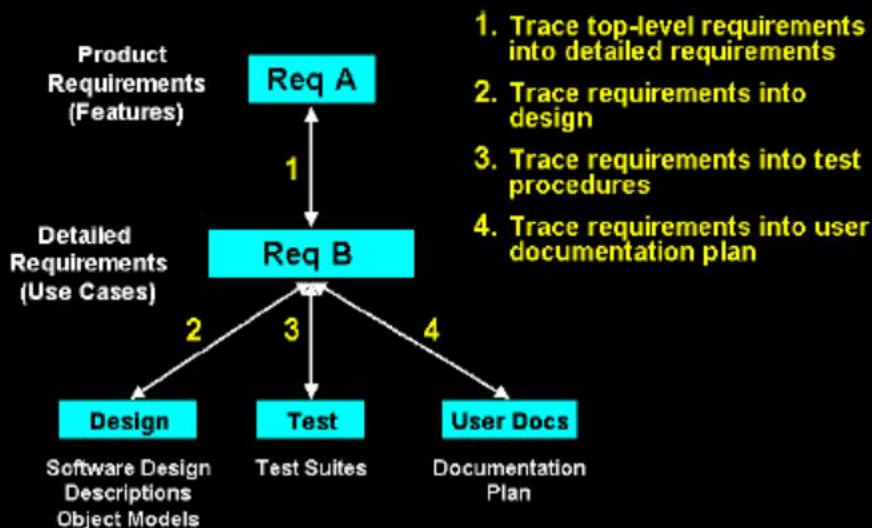 Product
Requirements
(Features)
Req A
1
Detailed
Requirements
(Use Cases)
Req B
2
3
4
Design
Test
User Docs
Software Design
Descriptions
Object Models
Test Suites
Documentation
Plan
1. Trace top-level requirements
into detailed requirements
2. Trace requirements into
design
3. Trace requirements into test
procedures
4. Trace requirements into user
documentation plan